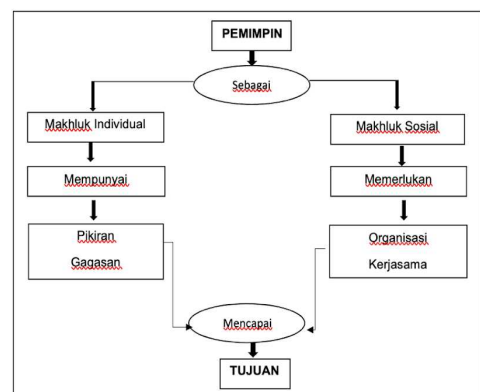 PEMIMPIN
Sebagai
Makhluk Individual
Makhluk Sosial
Mempunyai
Memerlukan
Pikiran
Gagasan
Organisasi
Kerjasama
Mencapai
TUJUAN